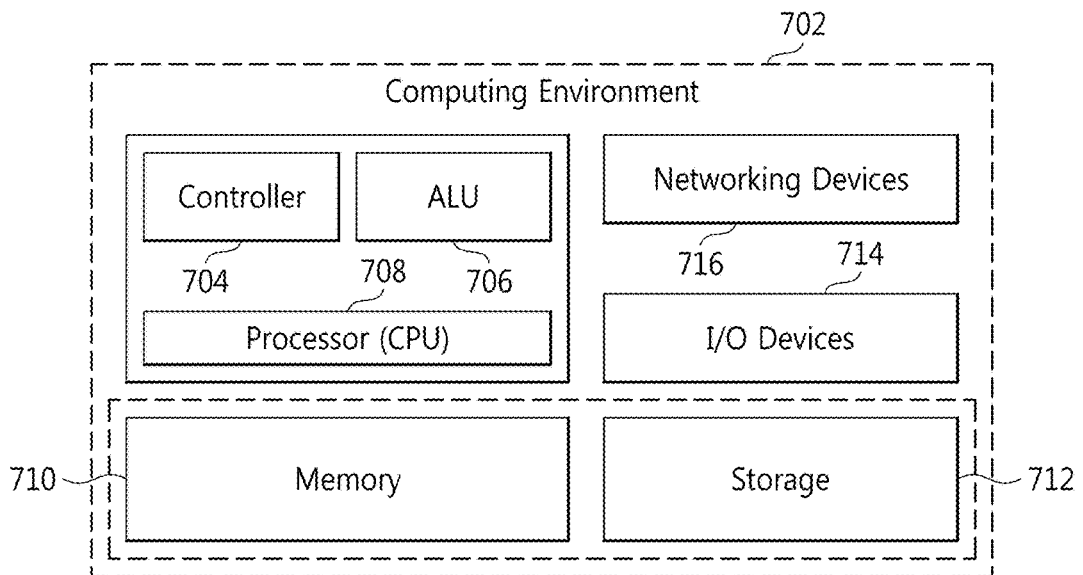 702
Computing Environment
Controller
ALU
Networking Devices
704
706
716
708
714
Processor (CPU)
I/O Devices
710
Memory
Storage
712